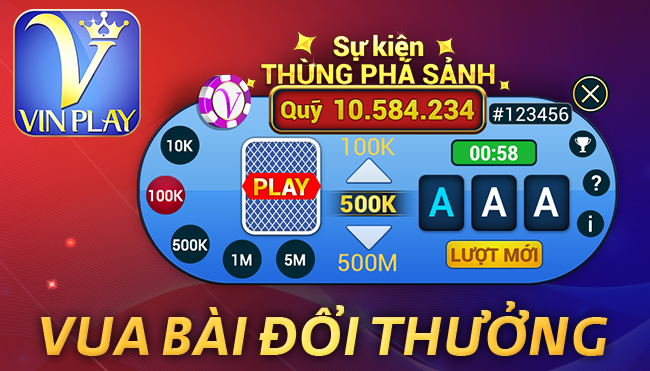 V
VIN PLAY
Sự kiện
THÙNG PHÁ SẢNH
V
Quỹ 10.584.234
#123456
10K
100K
500K
1M
5M
PLAY
100K
500K
500M
00:58
A A A
LƯỢT MỚI
?
i
VUA BÀI ĐỔI THƯỞNG